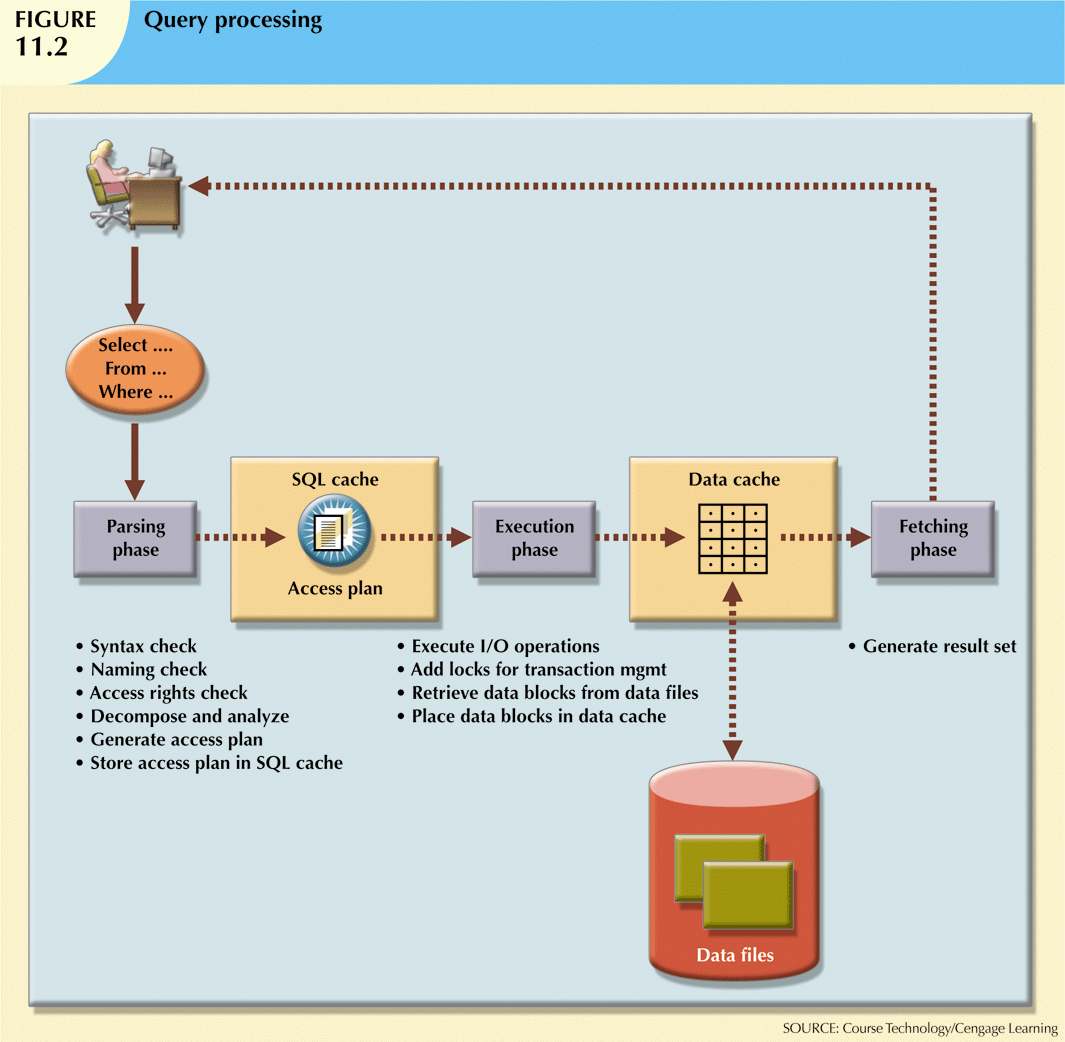 FIGURE
11.2
Query processing
Select ....
From ...
Where ...
Parsing
phase
SQL cache
Access plan
Execution
phase
Data cache
Fetching
phase
• Syntax check
• Naming check
• Access rights check
• Decompose and analyze
• Generate access plan
• Store access plan in SQL cache
• Execute I/O operations
• Add locks for transaction mgmt
• Retrieve data blocks from data files
• Place data blocks in data cache
• Generate result set
Data files
SOURCE: Course Technology/Cengage Learning